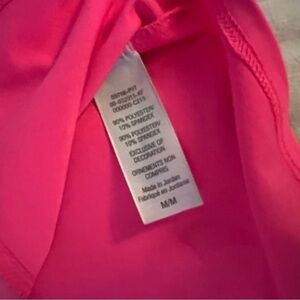 90% POLYESTER/
10% SPANDEX
90% POLYESTER/
10% SPANDEX
EXCLUSIVE OF
DECORATION
ORNEMENTS NON
COMPRIS
Made in Jordan
Fabriqué en Jordanie
M/M